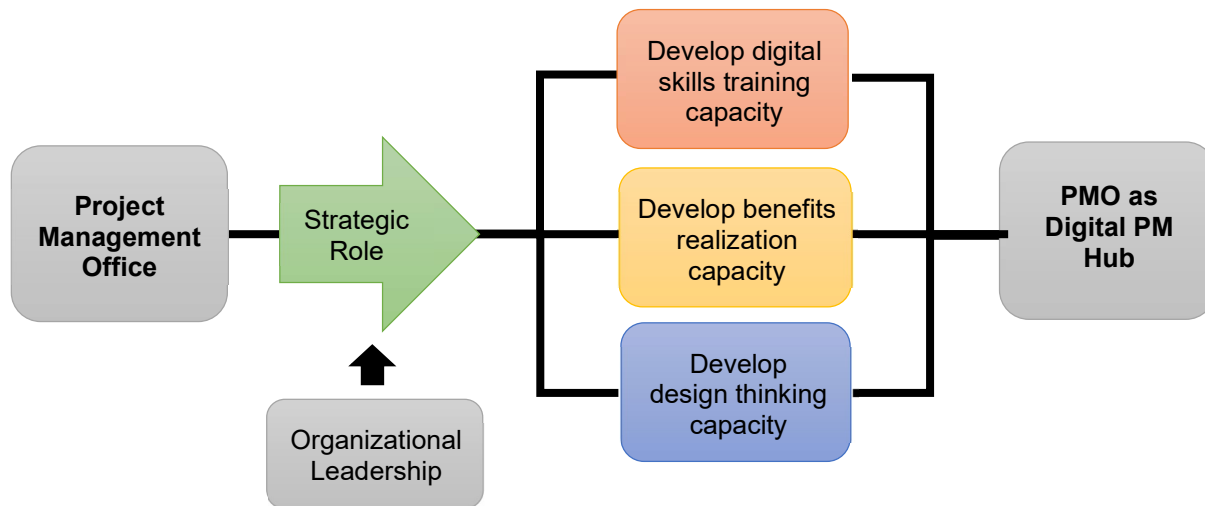 Project
Management
Office
Strategic
Role
Organizational
Leadership
Develop digital
skills training
capacity
Develop benefits
realization
capacity
Develop
design thinking
capacity
PMO as
Digital PM
Hub